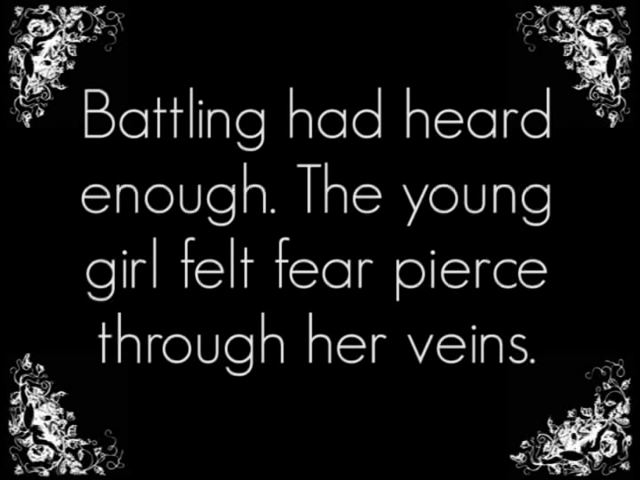 Battling had heard
enough. The young
girl felt fear pierce
through her veins.